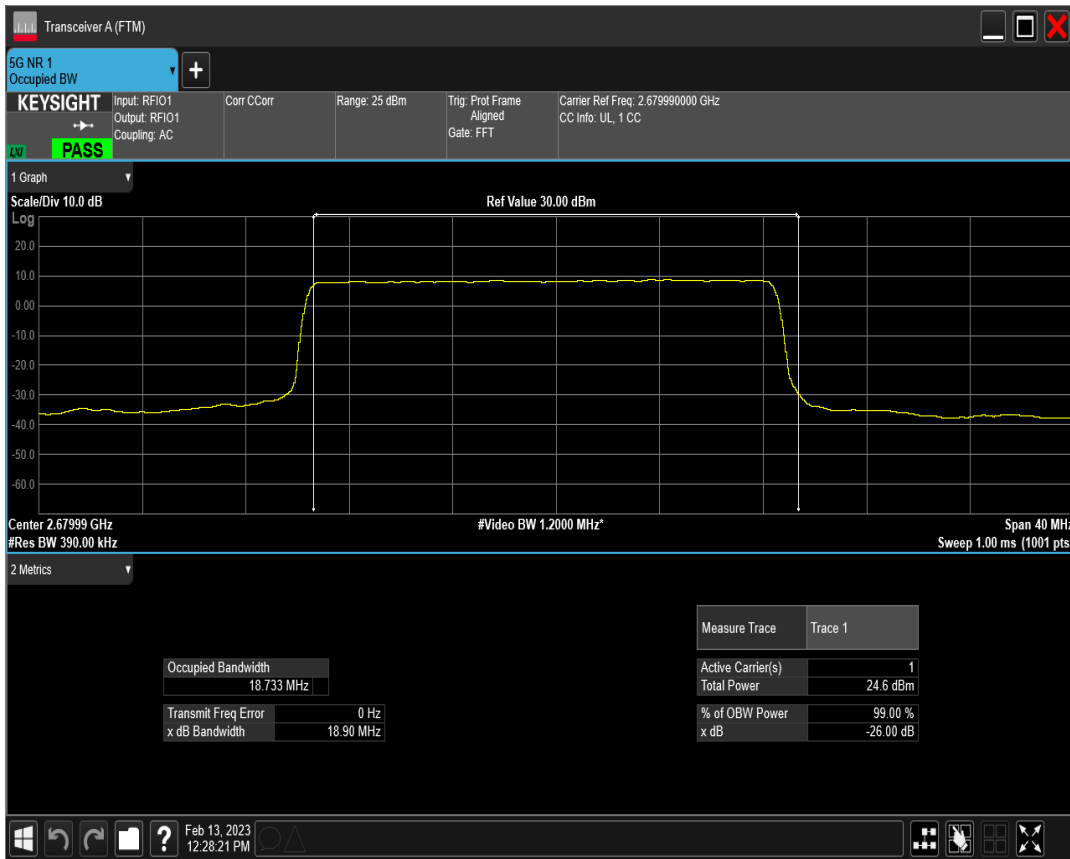 Transceiver A (FTM)
5G NR 1
Occupied BW
+
KEYSIGHT
LXI
PASS
Input: RFIO1
Output: RFIO1
Coupling: AC
Corr CCorr
Range: 25 dBm
Trig: Prot Frame
Aligned
Gate: FFT
Carrier Ref Freq: 2.679990000 GHz
CC Info: UL, 1 CC
1 Graph
Scale/Div 10.0 dB
Ref Value 30.00 dBm
Log
20.0
10.0
0.00
-10.0
-20.0
-30.0
-40.0
-50.0
-60.0
Center 2.67999 GHz
#Video BW 1.2000 MHz*
Span 40 MHz
#Res BW 390.00 kHz
Sweep 1.00 ms (1001 pts
2 Metrics
Measure Trace Trace 1
Occupied Bandwidth
18.733 MHz
Active Carrier(s) 1
Total Power 24.6 dBm
Transmit Freq Error 0 Hz
x dB Bandwidth 18.90 MHz
% of OBW Power 99.00 %
x dB -26.00 dB
?
Feb 13, 2023
12:28:21 PM